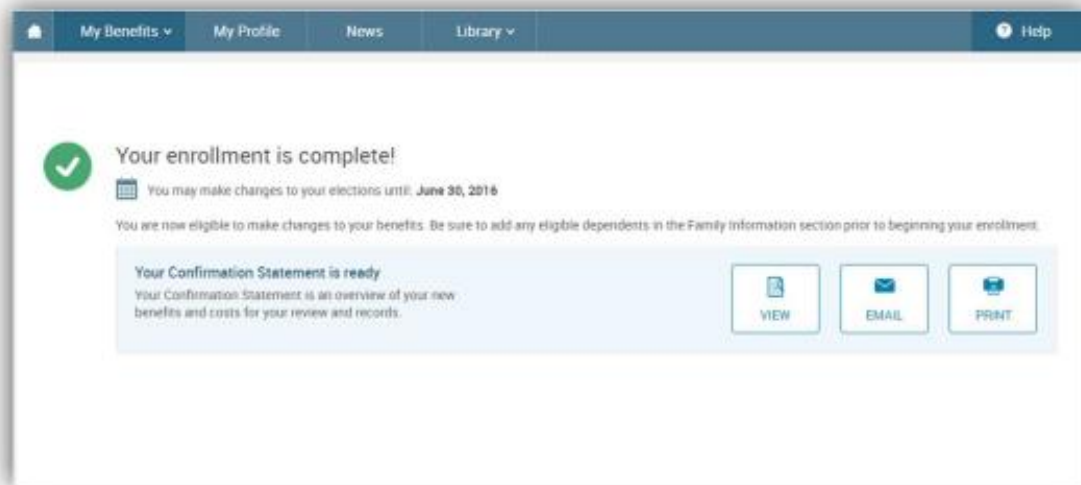 My Benefits My Profile News Library Help
Your enrollment is complete!
You may make changes to your elections until: June 30, 2016
You are now eligible to make changes to your benefits. Be sure to add any eligible dependents in the Family Information section prior to beginning your enrollment.
Your Confirmation Statement is ready
Your Confirmation Statement is an overview of your new
benefits and costs for your review and records.
VIEW EMAIL PRINT